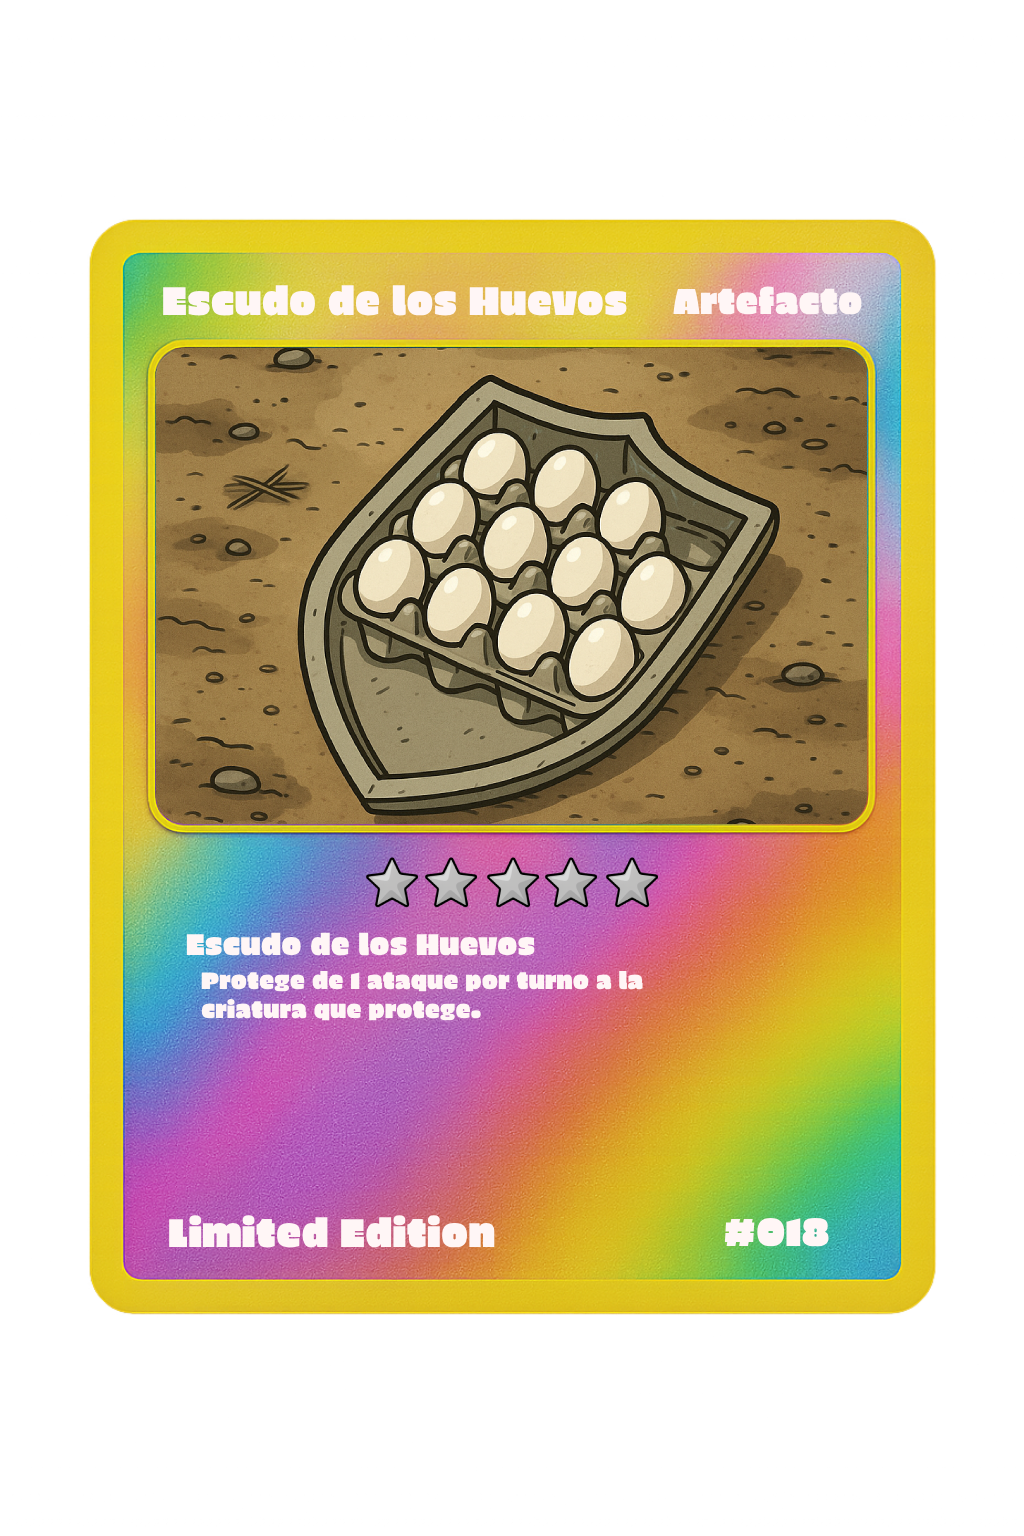 Escudo de los Huevos Artefacto
Escudo de los Huevos
Protege de 1 ataque por turno a la
criatura que protege.
Limited Edition #018